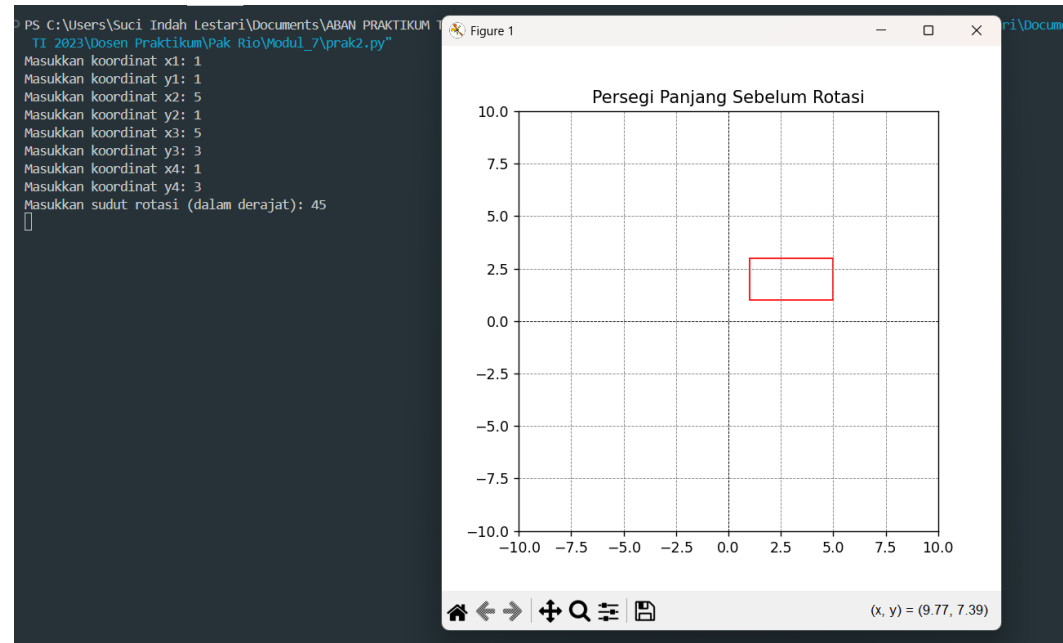 PS C:\Users\Suci Indah Lestari\Documents\ABAN PRAKTIKUM T
ri\Docum
TI 2023\Dosen Praktikum\Pak Rio\Modul_7\prak2.py"
Masukkan koordinat x1: 1
Masukkan koordinat y1: 1
Masukkan koordinat x2: 5
Masukkan koordinat y2: 1
Masukkan koordinat x3: 5
Masukkan koordinat y3: 3
Masukkan koordinat x4: 1
Masukkan koordinat y4: 3
Masukkan sudut rotasi (dalam derajat): 45
Figure 1
Persegi Panjang Sebelum Rotasi
10.0
7.5
5.0
2.5
0.0
−2.5
−5.0
−7.5
−10.0
−10.0 −7.5 −5.0 −2.5 0.0 2.5 5.0 7.5 10.0
(x, y) = (9.77, 7.39)